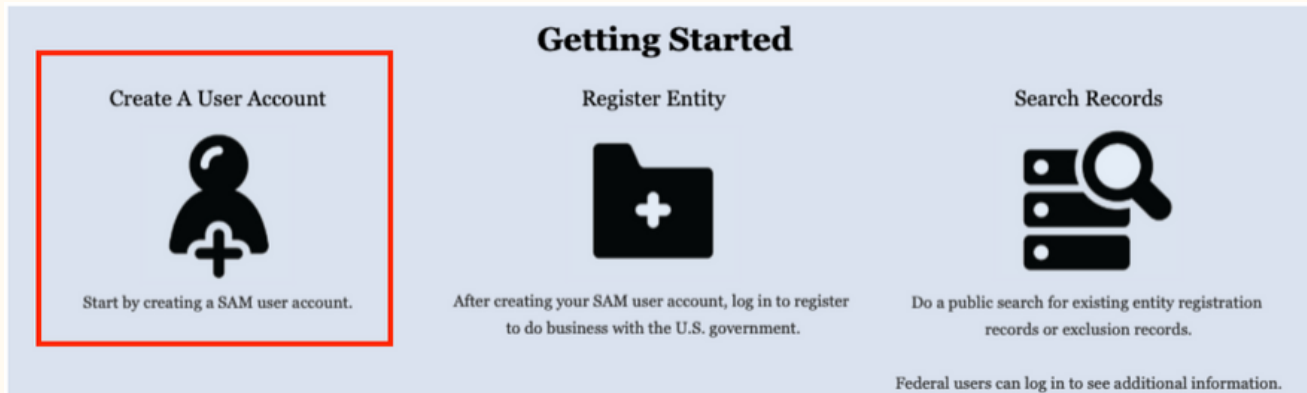 Getting Started
Create A User Account
Start by creating a SAM user account.
Register Entity
After creating your SAM user account, log in to register
to do business with the U.S. government.
Search Records
Do a public search for existing entity registration
records or exclusion records.
Federal users can log in to see additional information.